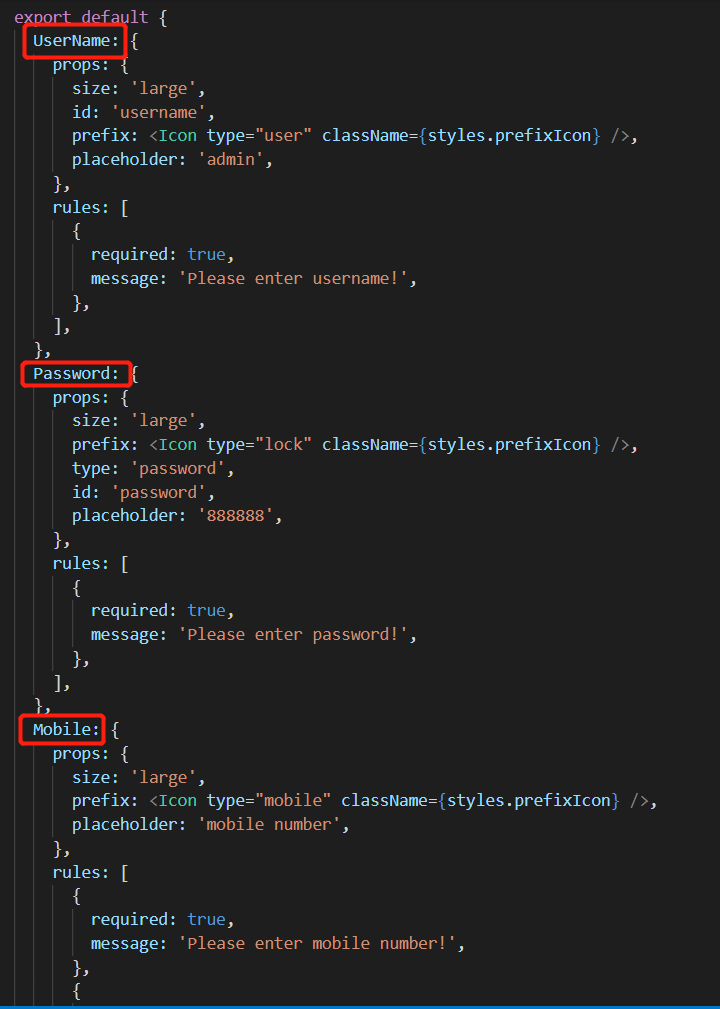 export default {
UserName: {
props: {
size: 'large',
id: 'username',
prefix: <Icon type="user" className={styles.prefixIcon} />,
placeholder: 'admin',
},
rules: [
{
required: true,
message: 'Please enter username!',
},
],
},
Password: {
props: {
size: 'large',
prefix: <Icon type="lock" className={styles.prefixIcon} />,
type: 'password',
id: 'password',
placeholder: '888888',
},
rules: [
{
required: true,
message: 'Please enter password!',
},
],
},
Mobile: {
props: {
size: 'large',
prefix: <Icon type="mobile" className={styles.prefixIcon} />,
placeholder: 'mobile number',
},
rules: [
{
required: true,
message: 'Please enter mobile number!',
},
{